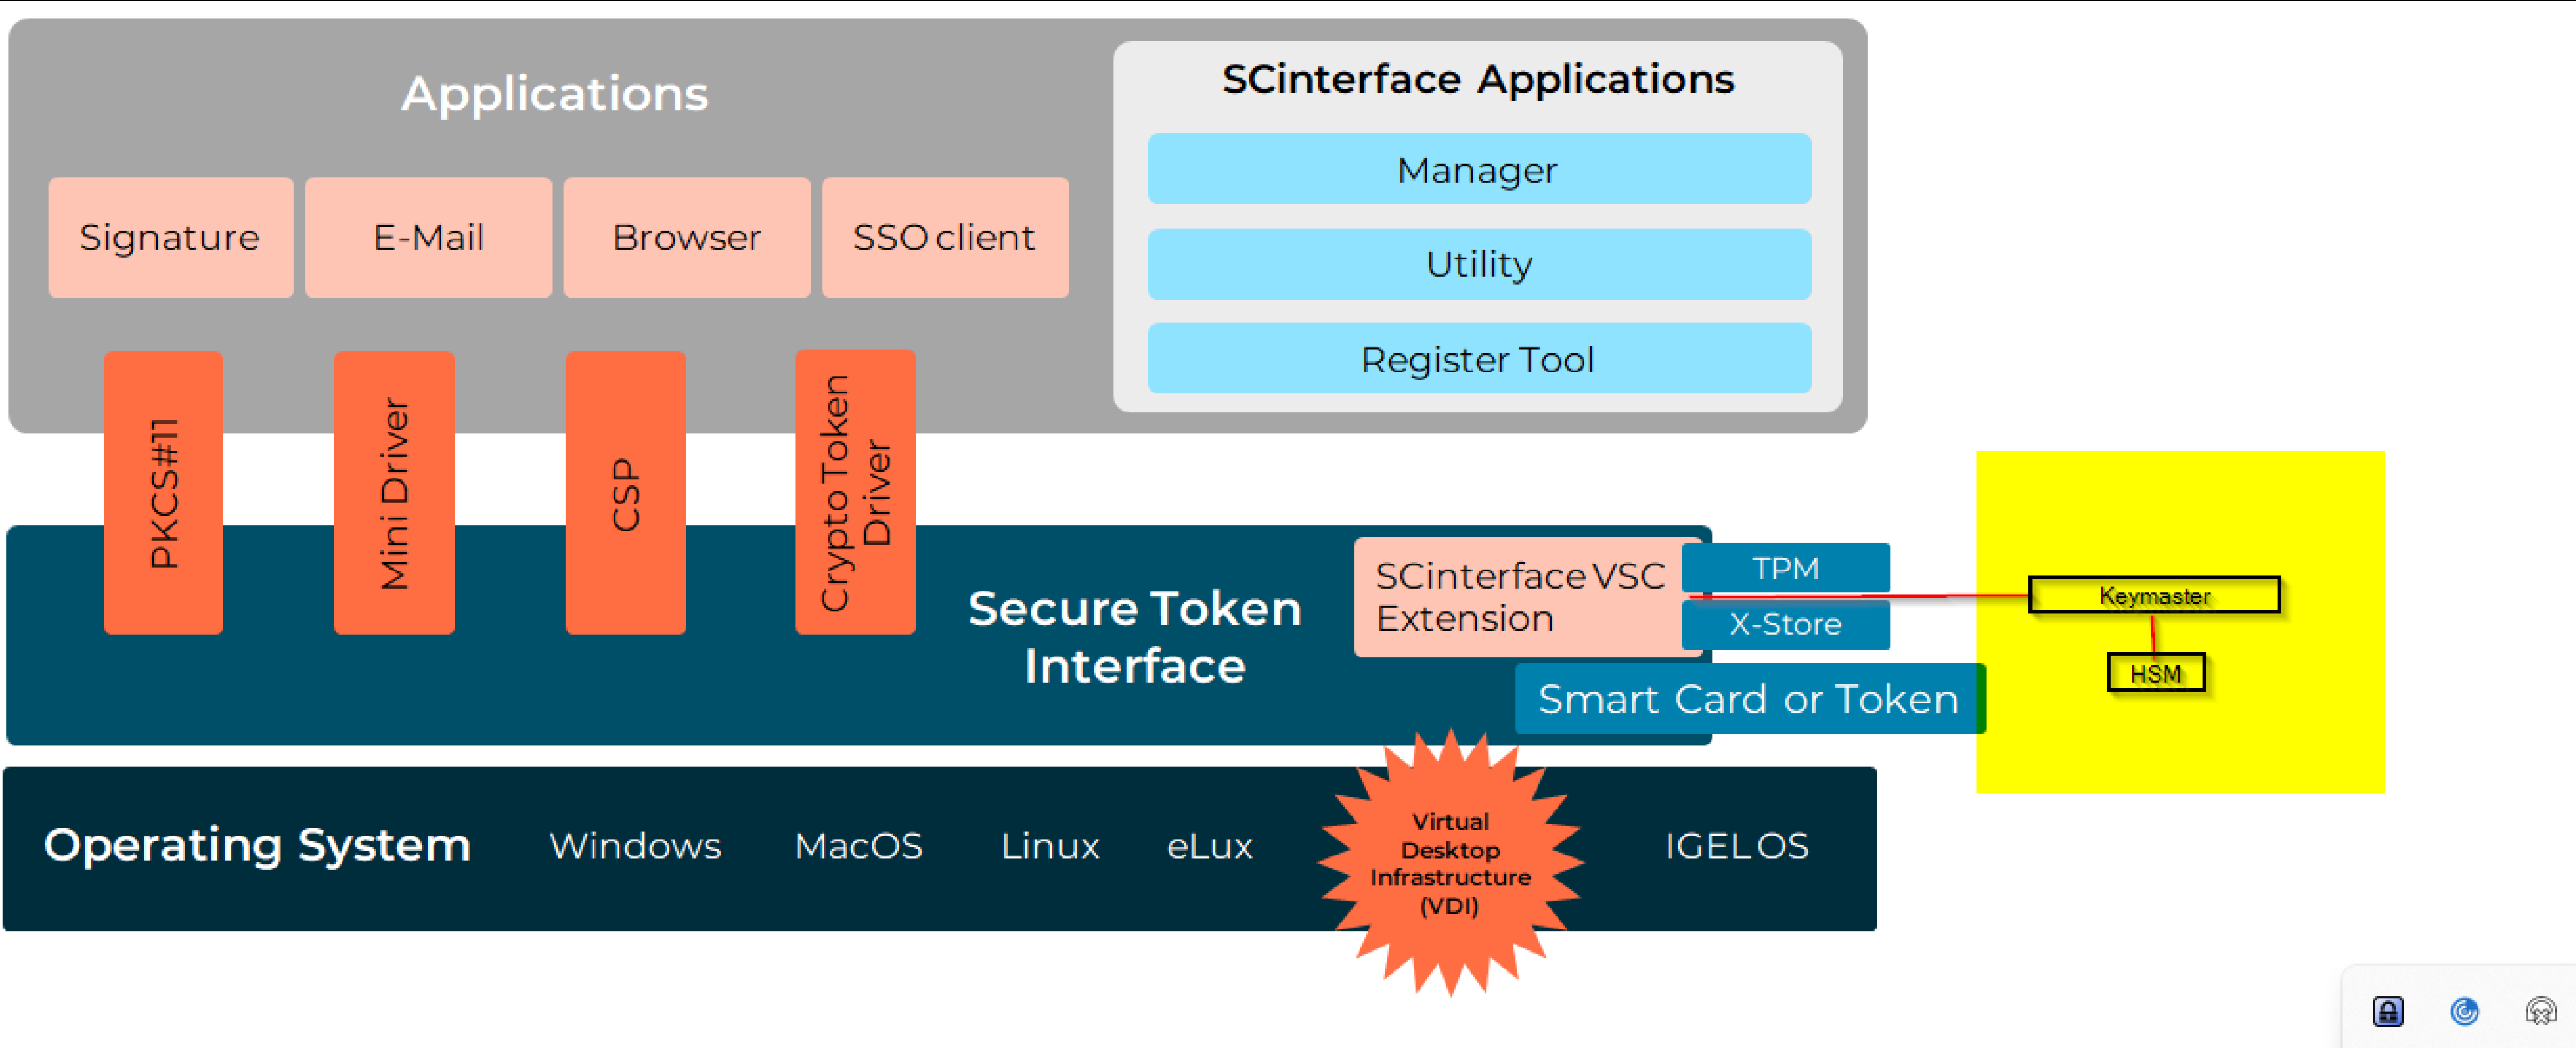 Applications
SCinterface Applications
Manager
Utility
Register Tool
Signature
E-Mail
Browser
SSO client
PKCS#11
Mini Driver
CSP
Crypto Token
Driver
Secure Token
Interface
SCinterface VSC
Extension
TPM
X-Store
Smart Card or Token
Keymaster
HSM
Operating System
Windows
MacOS
Linux
eLux
Virtual
Desktop
Infrastructure
(VDI)
IGEL OS